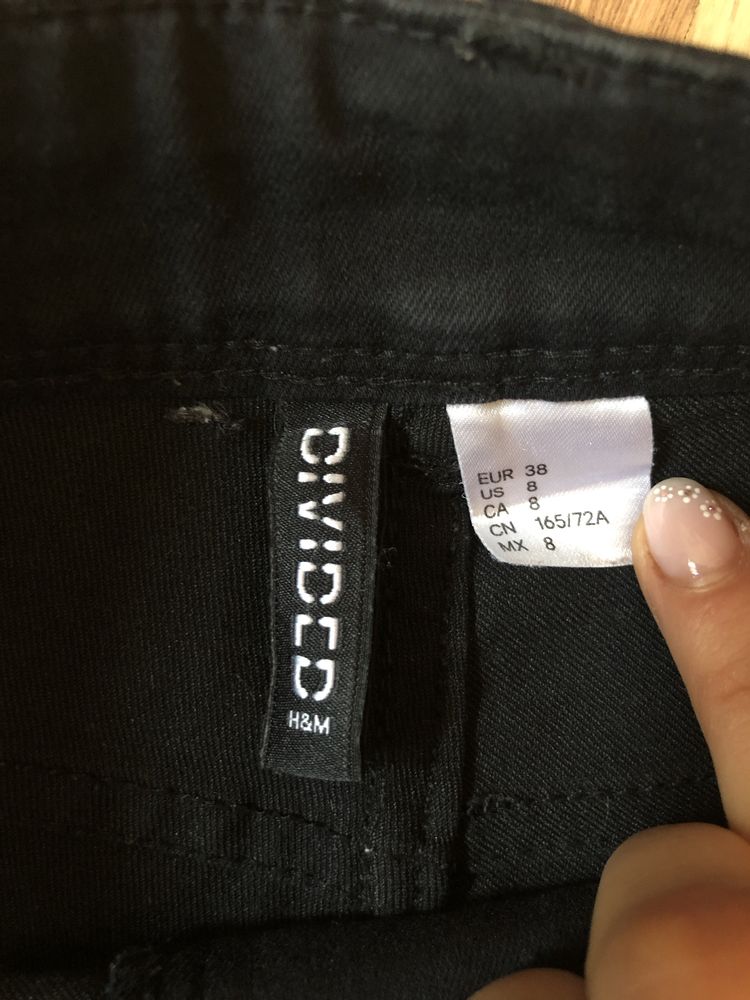 DIVIDED
H&M
EUR 38
US 8
CA 8
CN 165/72A
MX 8